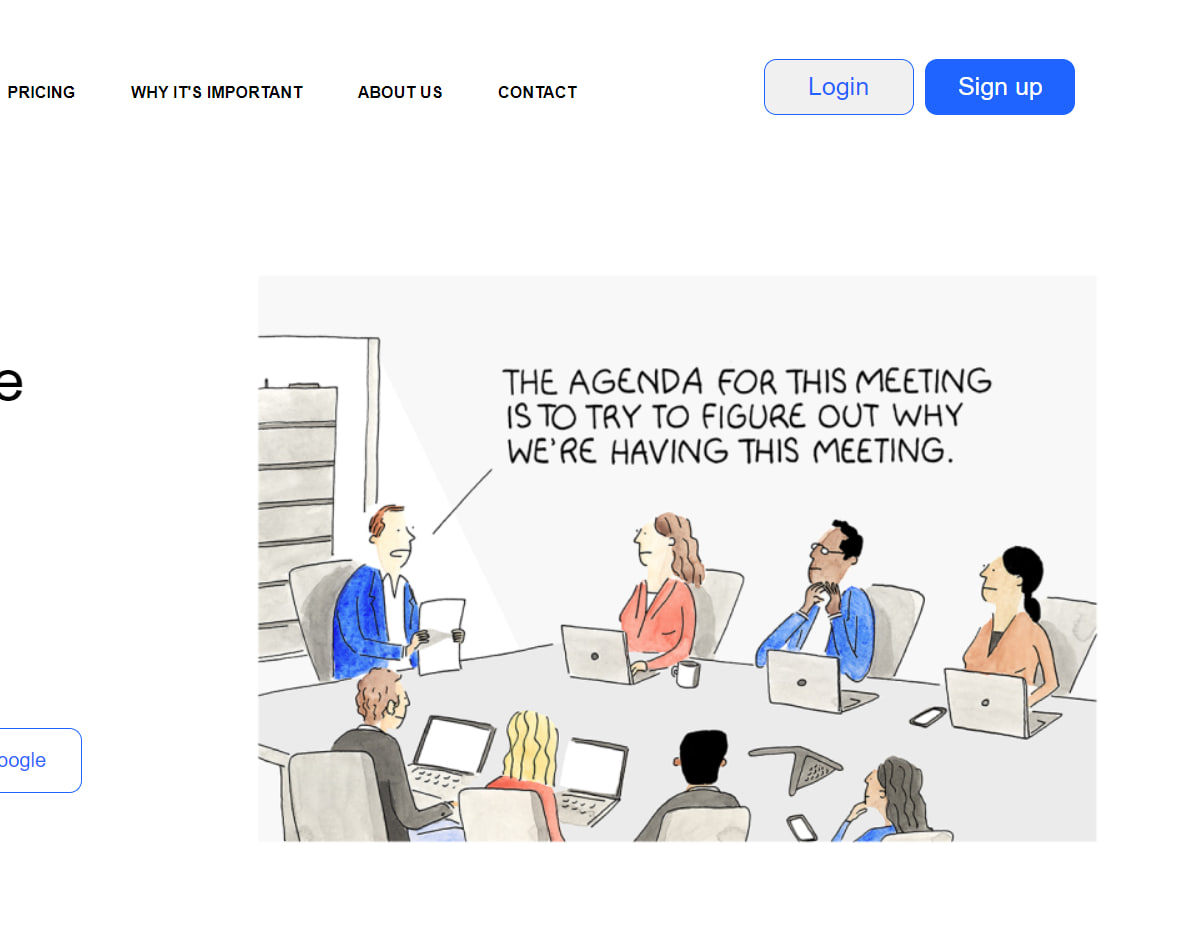 PRICING WHY IT'S IMPORTANT ABOUT US CONTACT Login Sign up
THE AGENDA FOR THIS MEETING
IS TO TRY TO FIGURE OUT WHY
WE'RE HAVING THIS MEETING.